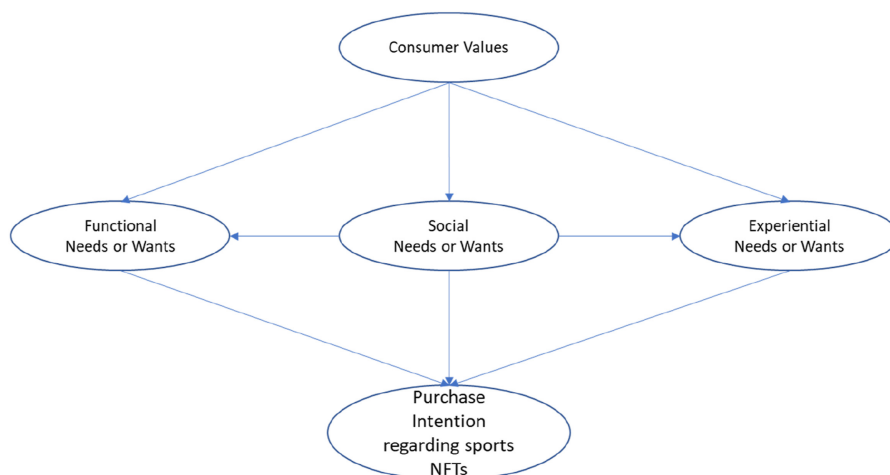 Consumer Values
Functional
Needs or Wants
Social
Needs or Wants
Experiential
Needs or Wants
Purchase
Intention
regarding sports
NFTs